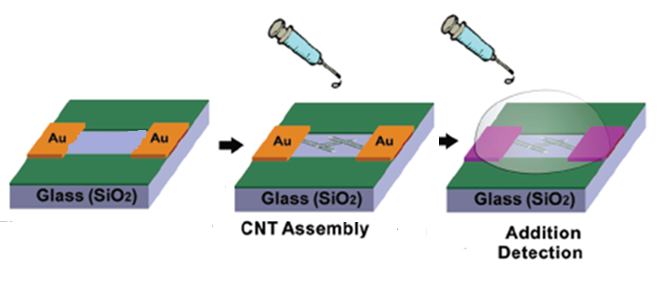 Au
Au
Glass (SiO2)
Au
Au
Glass (SiO2)
CNT Assembly
Glass (SiO2)
Addition
Detection